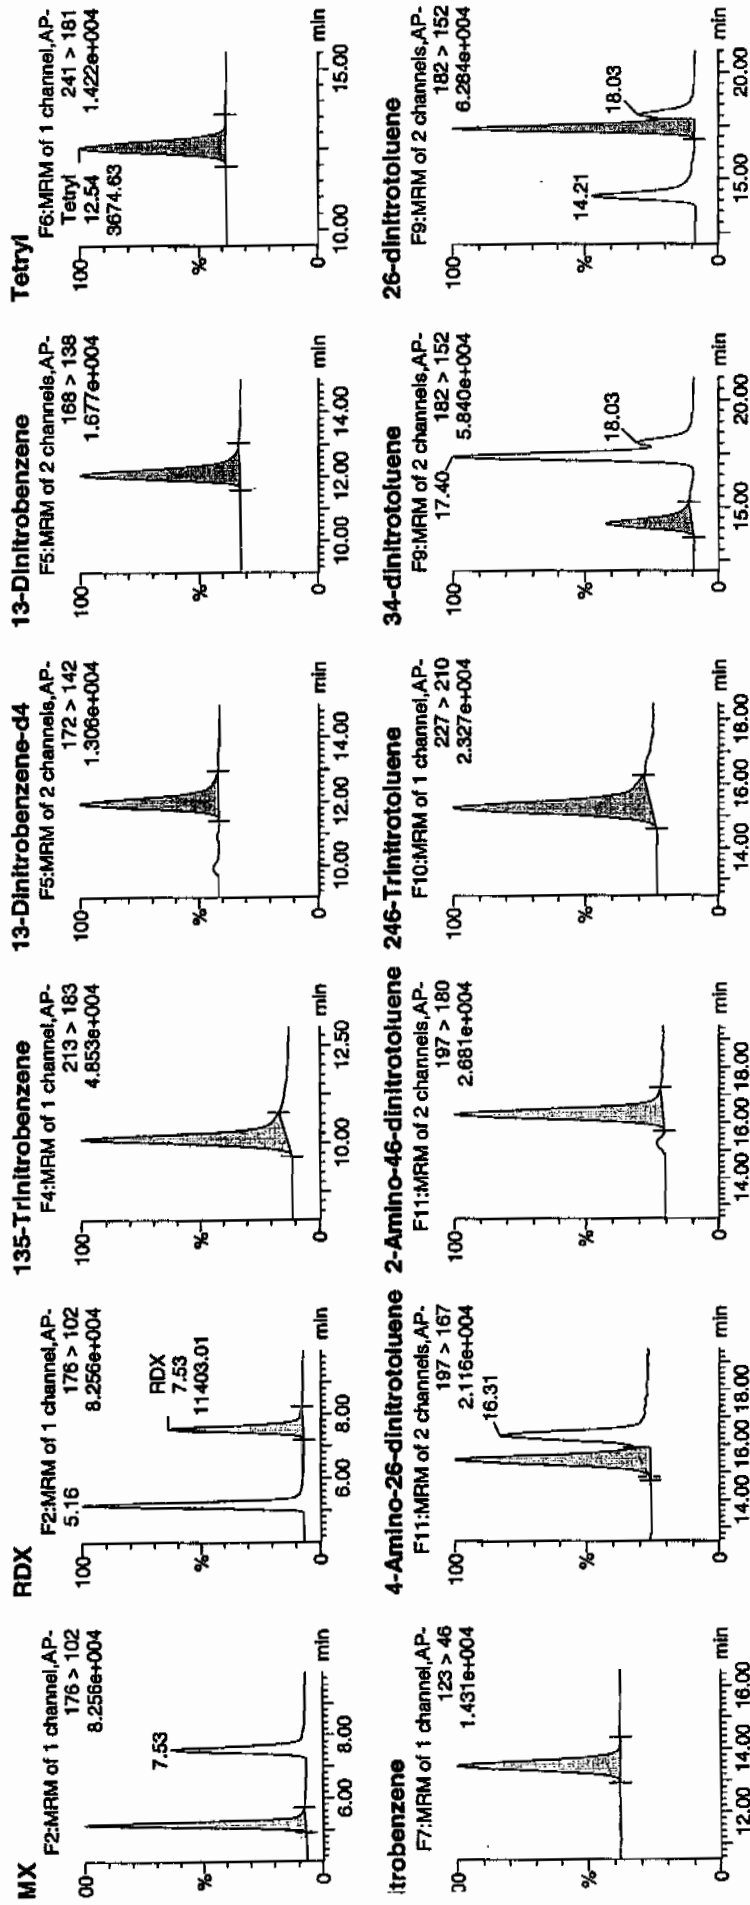 MX
F2:MRM of 1 channel,AP-
176 > 102
8.256e+004
00
7.53
%
0
6.00 8.00 min
RDX
F2:MRM of 1 channel,AP-
176 > 102
8.256e+004
100
5.16
RDX
7.53
11403.01
%
0
6.00 8.00 min
135-Trinitrobenzene
F4:MRM of 1 channel,AP-
213 > 183
4.853e+004
100
%
0
10.00 12.50 min
13-Dinitrobenzene-d4
F5:MRM of 2 channels,AP-
172 > 142
1.306e+004
100
%
0
10.00 12.00 14.00 min
13-Dinitrobenzene
F5:MRM of 2 channels,AP-
168 > 138
1.677e+004
100
%
0
10.00 12.00 14.00 min
Tetryl
F6:MRM of 1 channel,AP-
241 > 181
1.422e+004
100
Tetryl
12.54
3674.63
%
0
10.00 15.00 min
itrobenzene
F7:MRM of 1 channel,AP-
123 > 46
1.431e+004
00
%
0
12.00 14.00 16.00 min
4-Amino-26-dinitrotoluene
F11:MRM of 2 channels,AP-
197 > 167
2.116e+004
100
16.31
%
0
14.00 16.00 18.00 min
2-Amino-46-dinitrotoluene
F11:MRM of 2 channels,AP-
197 > 180
2.681e+004
100
%
0
14.00 16.00 18.00 min
246-Trinitrotoluene
F10:MRM of 1 channel,AP-
227 > 210
2.327e+004
100
%
0
14.00 16.00 18.00 min
34-dinitrotoluene
F9:MRM of 2 channels,AP-
182 > 152
5.840e+004
100
17.40
18.03
%
0
15.00 20.00 min
26-dinitrotoluene
F9:MRM of 2 channels,AP-
182 > 152
6.284e+004
100
14.21
18.03
%
0
15.00 20.00 min